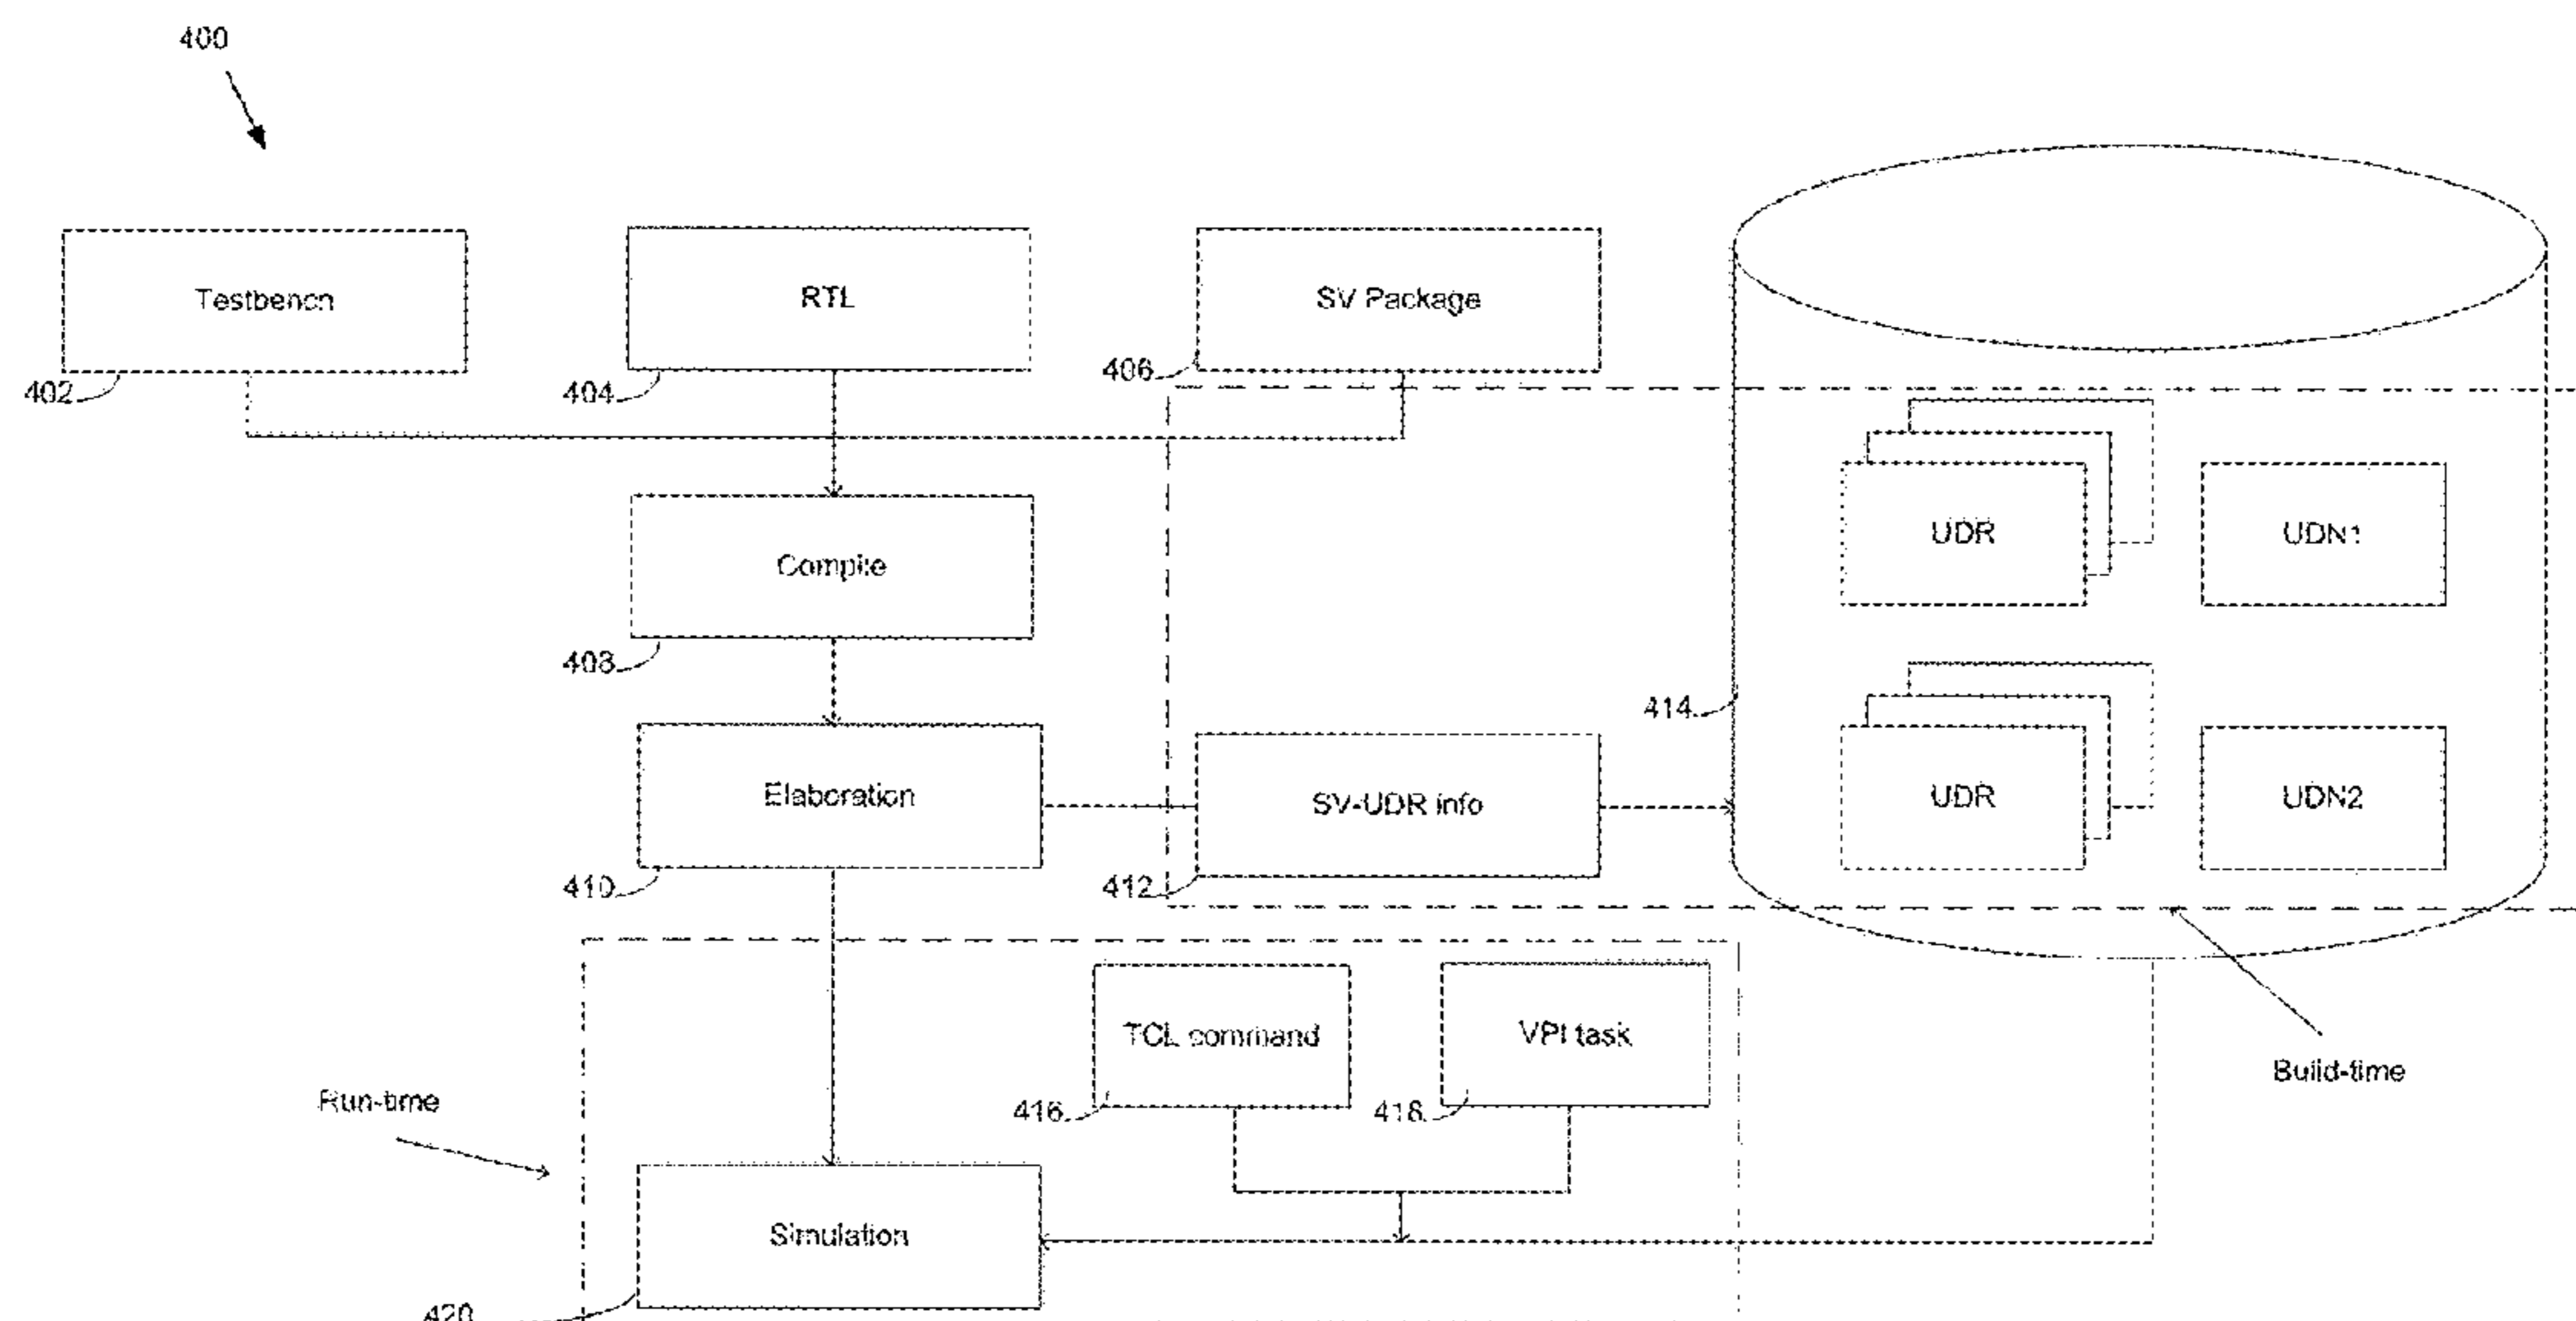 400
Testbench
RTL
SV Package
402
404
406
Compile
UDR
UDN1
408
414
Elaboration
SV-UDR info
UDR
UDN2
410
412
TCL command
VPI task
Build-time
Run-time
416
418
Simulation
420